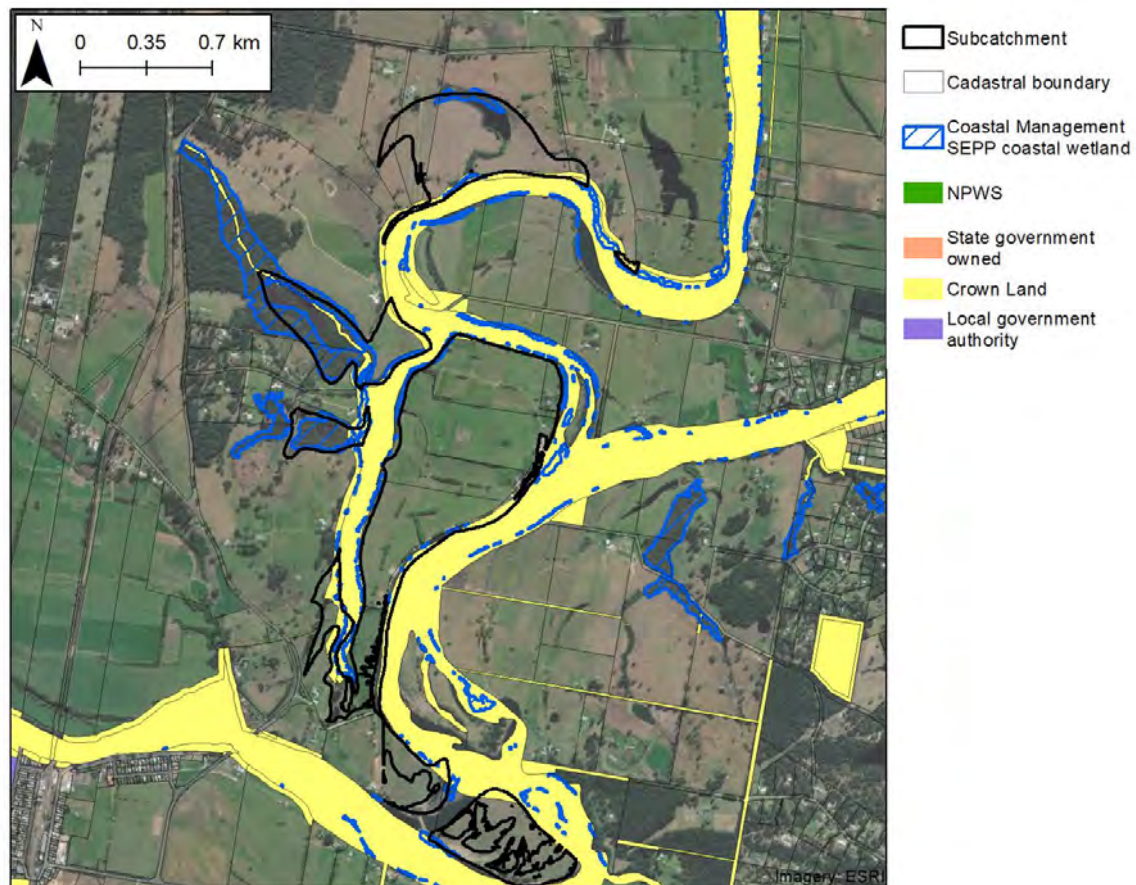 N
0 0.35 0.7 km
Subcatchment
Cadastral boundary
Coastal Management
SEPP coastal wetland
NPWS
State government
owned
Crown Land
Local government
authority
Imagery: ESRI